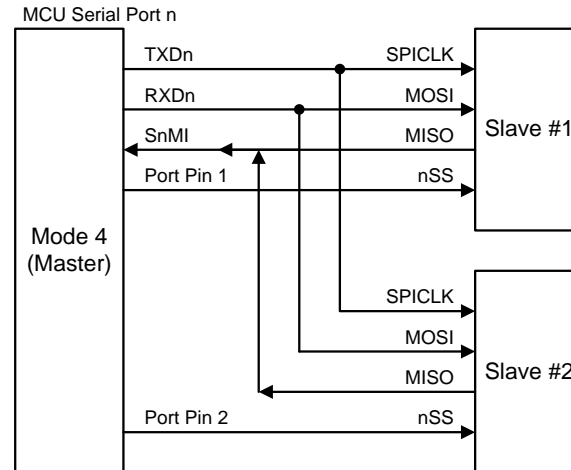 MCU Serial Port n
TXDn SPICLK
RXDn MOSI
SnMI MISO
Port Pin 1 nSS
Slave #1
Mode 4
(Master)
SPICLK
MOSI
MISO
Slave #2
Port Pin 2 nSS